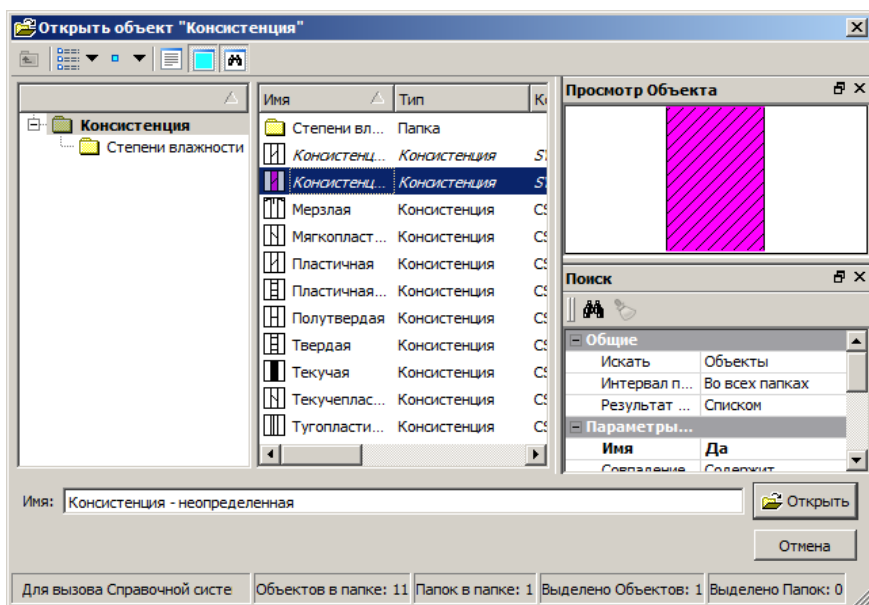 Открыть объект "Консистенция"
Имя Тип
Консистенция
Степени влажности
Степени вл... Папка
Консистенц... Консистенция
Консистенц... Консистенция
Мерзлая Консистенция
Мягкопласт... Консистенция
Пластичная Консистенция
Пластичная... Консистенция
Полутвердая Консистенция
Твердая Консистенция
Текучая Консистенция
Текучеплас... Консистенция
Тугопласти... Консистенция
Просмотр Объекта
Поиск
Общие
Искать Объекты
Интервал п... Во всех папках
Результат ... Списком
Параметры...
Имя Да
Совпадение Содержит
Имя: Консистенция - неопределенная
Открыть
Отмена
Для вызова Справочной систе Объектов в папке: 11 Папок в папке: 1 Выделено Объектов: 1 Выделено Папок: 0